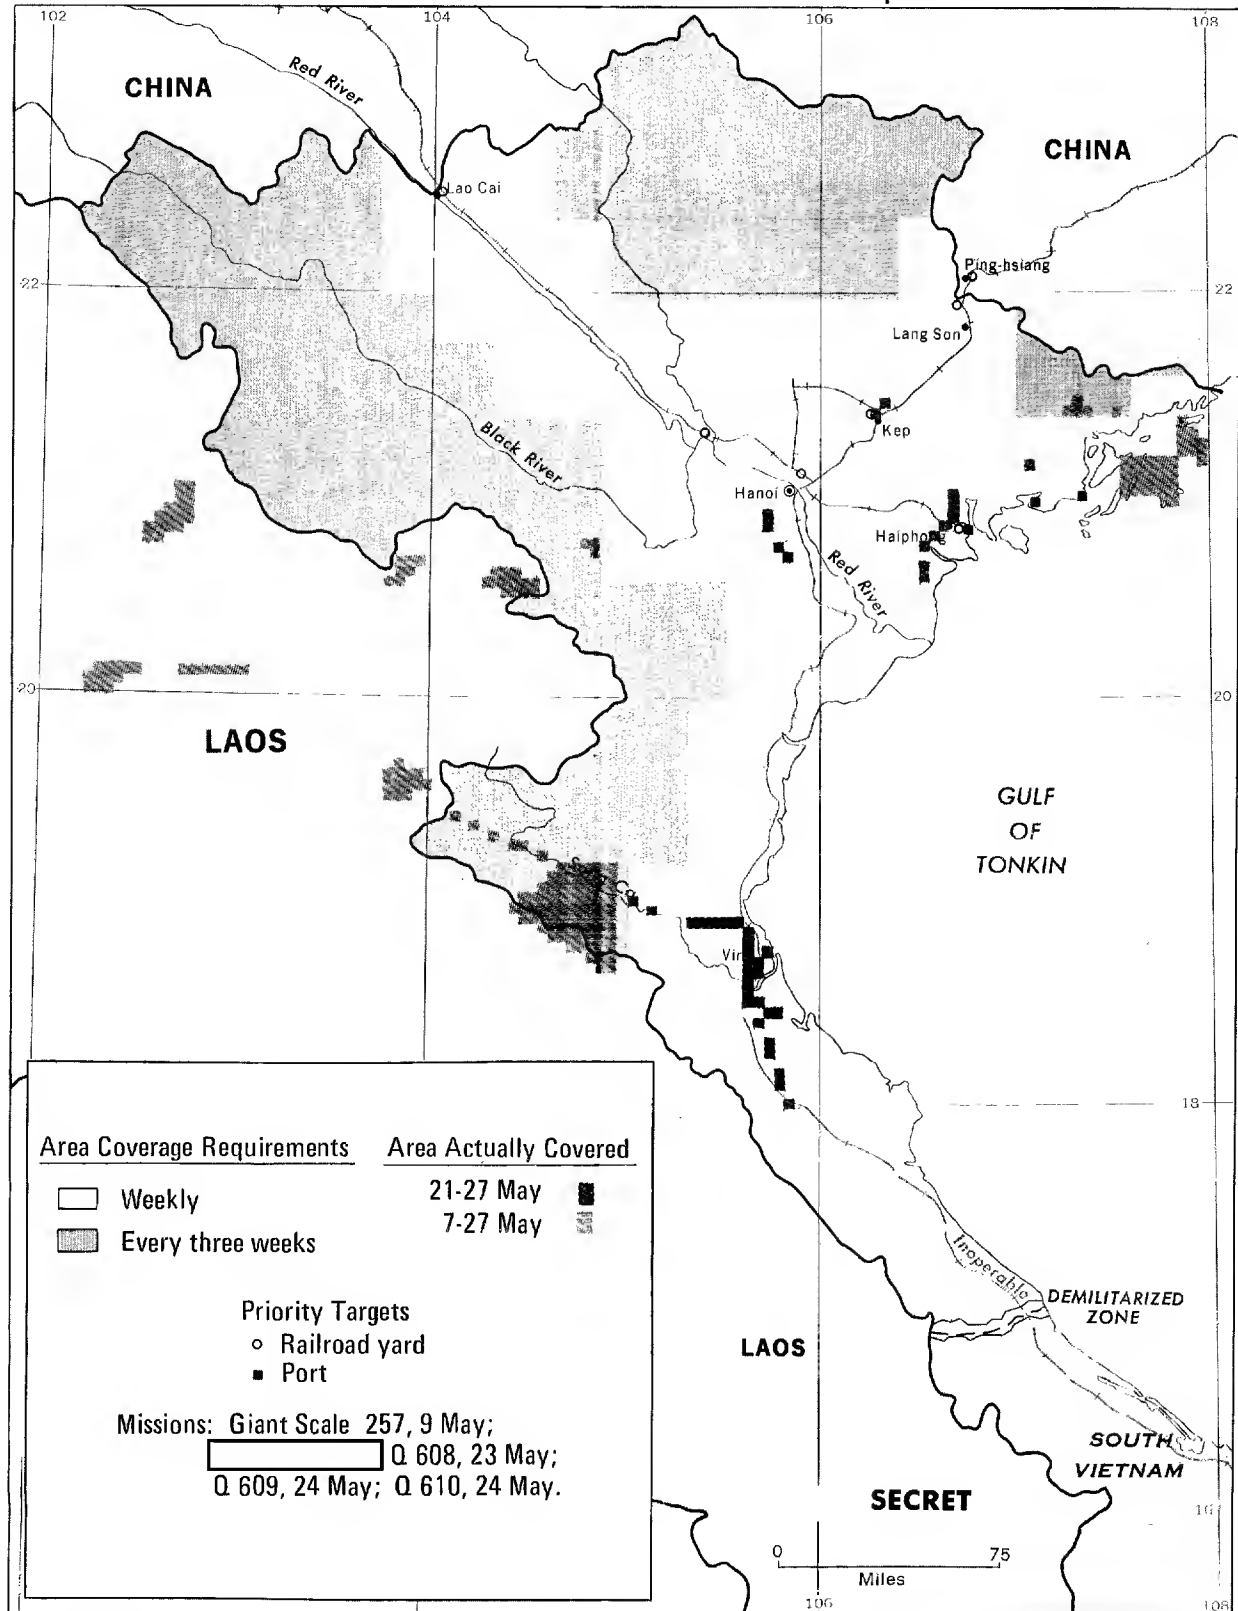 102
104
106
108
Red River
CHINA
CHINA
Lao Cai
Ping-hsiang
22
22
Lang Son
Black River
Kep
Hanoi
Haiphong
Red River
20
20
LAOS
GULF
OF
TONKIN
Song Ca
Vin
18
Area Coverage Requirements
Weekly
Every three weeks
Area Actually Covered
21-27 May
7-27 May
Priority Targets
Railroad yard
Port
Missions: Giant Scale 257, 9 May;
Q 608, 23 May;
Q 609, 24 May; Q 610, 24 May.
Inoperable
DEMILITARIZED
ZONE
LAOS
SOUTH
VIETNAM
SECRET
16
0 75
Miles
106
108